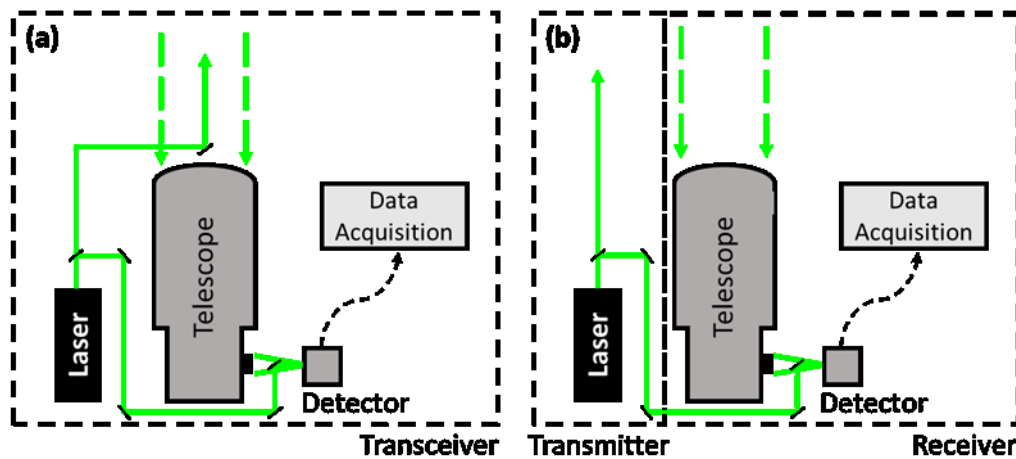 (a)
Telescope
Data
Acquisition
Laser
Detector
Transceiver
(b)
Telescope
Data
Acquisition
Laser
Detector
Transmitter
Receiver